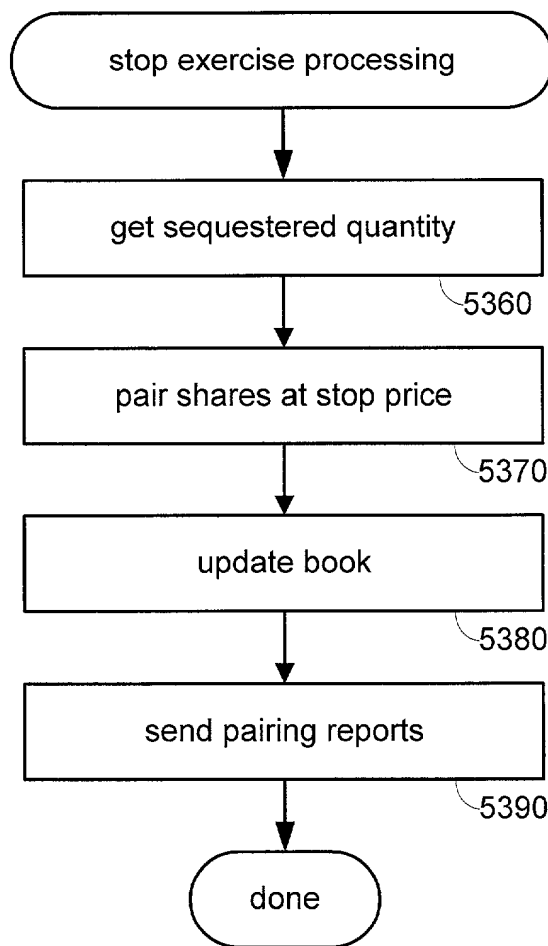 stop exercise processing
get sequestered quantity
5360
pair shares at stop price
5370
update book
5380
send pairing reports
5390
done